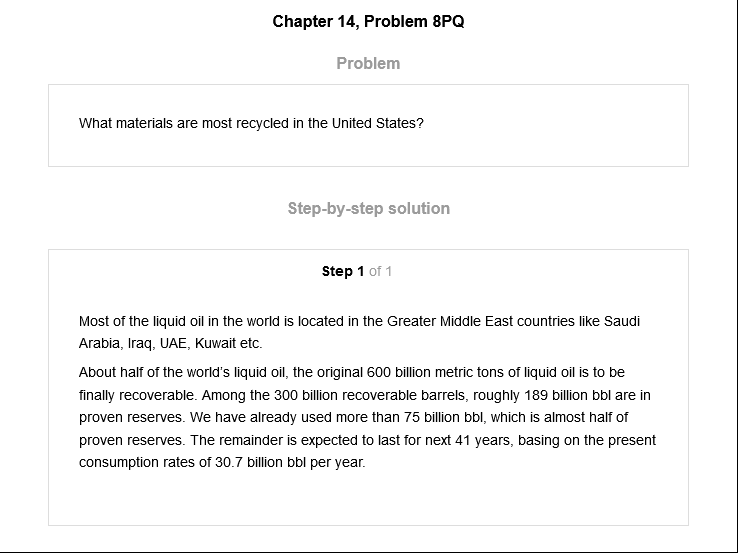 Chapter 14, Problem 8PQ
Problem
What materials are most recycled in the United States?
Step-by-step solution
Step 1 of 1
Most of the liquid oil in the world is located in the Greater Middle East countries like Saudi
Arabia, Iraq, UAE, Kuwait etc.
About half of the world's liquid oil, the original 600 billion metric tons of liquid oil is to be
finally recoverable. Among the 300 billion recoverable barrels, roughly 189 billion bbl are in
proven reserves. We have already used more than 75 billion bbl, which is almost half of
proven reserves. The remainder is expected to last for next 41 years, basing on the present
consumption rates of 30.7 billion bbl per year.